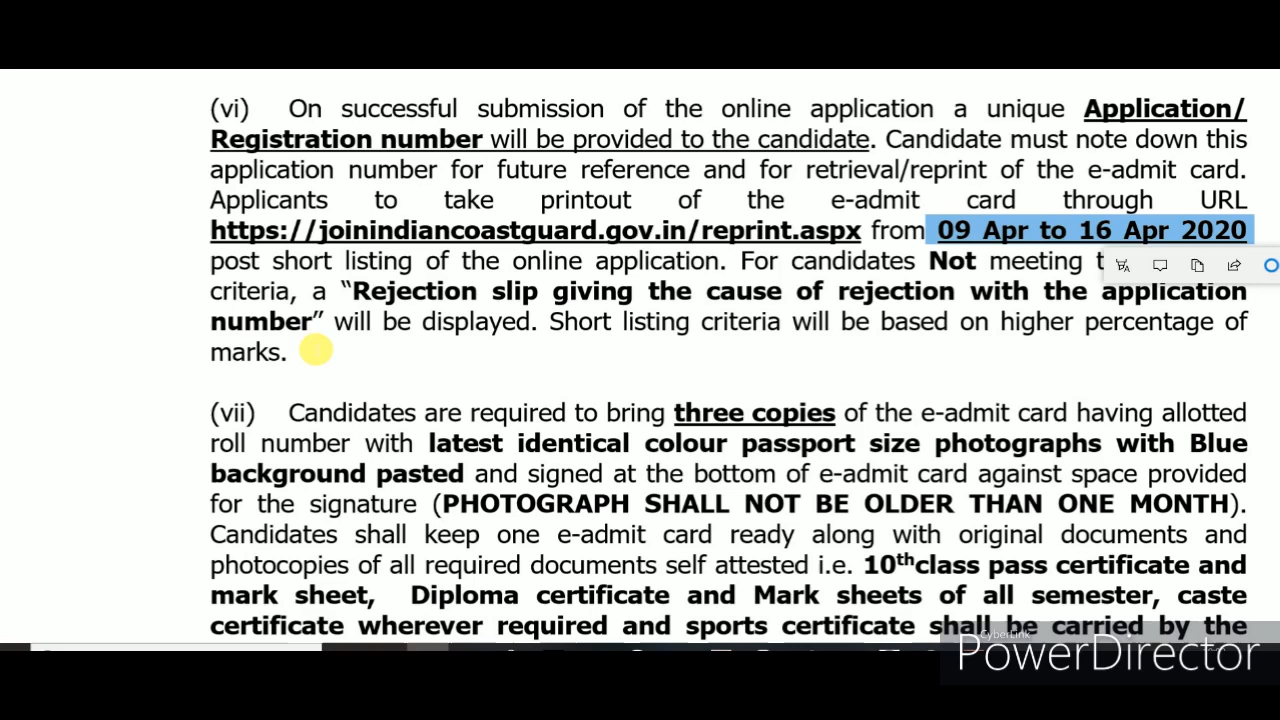 (vi) On successful submission of the online application a unique Application/
Registration number will be provided to the candidate. Candidate must note down this
application number for future reference and for retrieval/reprint of the e-admit card.
Applicants to take printout of the e-admit card through URL
https://joinindiancoastguard.gov.in/reprint.aspx from 09 Apr to 16 Apr 2020
post short listing of the online application. For candidates Not meeting
criteria, a “Rejection slip giving the cause of rejection with the application
number” will be displayed. Short listing criteria will be based on higher percentage of
marks.
(vii) Candidates are required to bring three copies of the e-admit card having allotted
roll number with latest identical colour passport size photographs with Blue
background pasted and signed at the bottom of e-admit card against space provided
for the signature (PHOTOGRAPH SHALL NOT BE OLDER THAN ONE MONTH).
Candidates shall keep one e-admit card ready along with original documents and
photocopies of all required documents self attested i.e. 10thclass pass certificate and
mark sheet, Diploma certificate and Mark sheets of all semester, caste
certificate wherever required and sports certificate shall be carried by the
CyberLink
PowerDirector